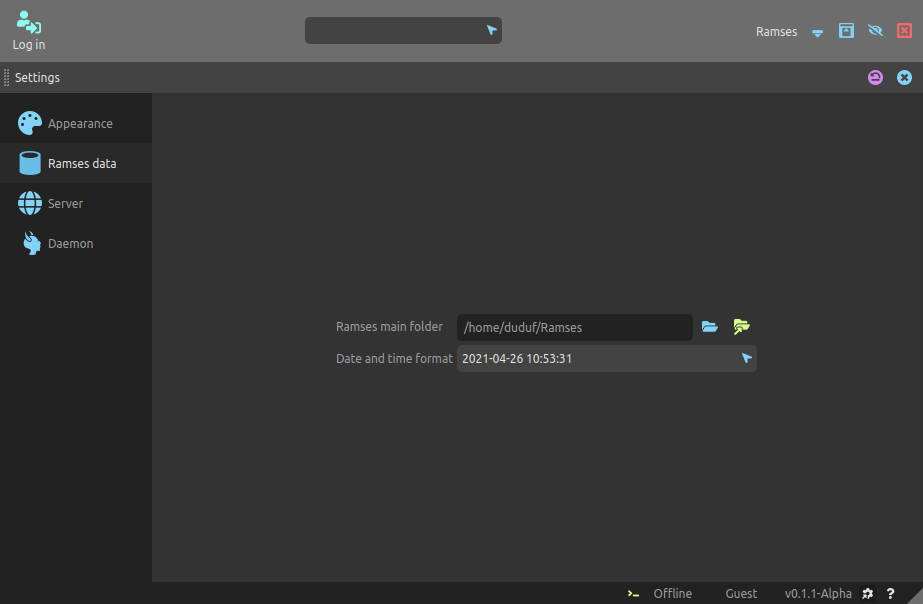 Log in
Ramses
Settings
Appearance
Ramses data
Server
Daemon
Ramses main folder /home/duduf/Ramses
Date and time format 2021-04-26 10:53:31
Offline Guest v0.1.1-Alpha ?